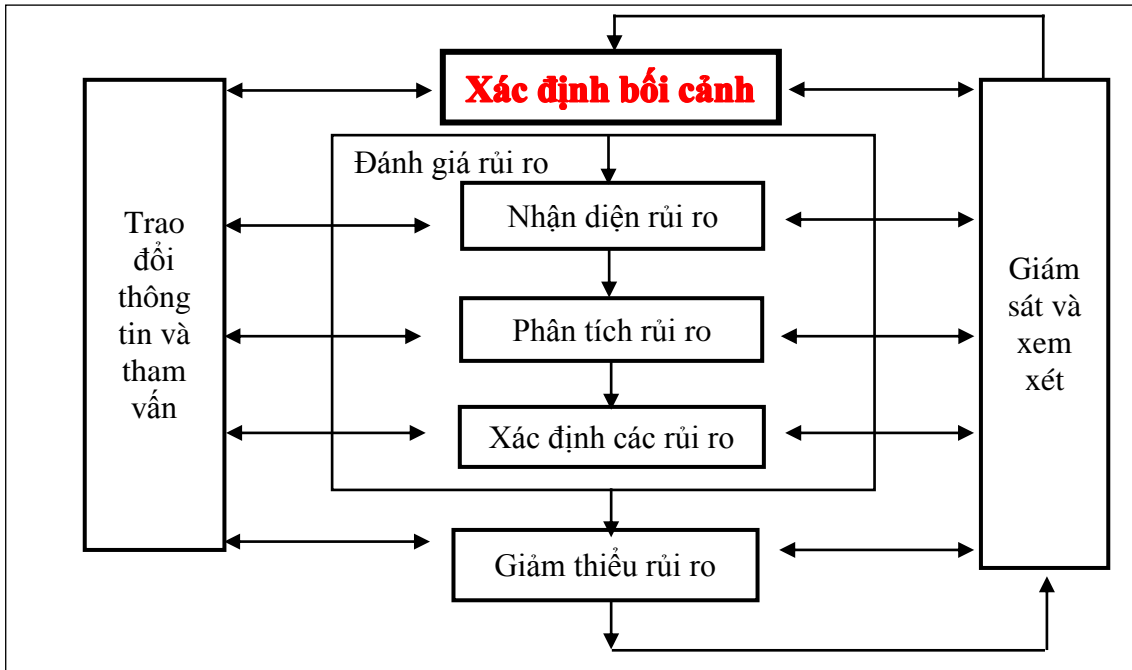 Xác định bối cảnh
Đánh giá rủi ro
Nhận diện rủi ro
Phân tích rủi ro
Xác định các rủi ro
Giảm thiểu rủi ro
Trao
đổi
thông
tin và
tham
vấn
Giám
sát và
xem
xét